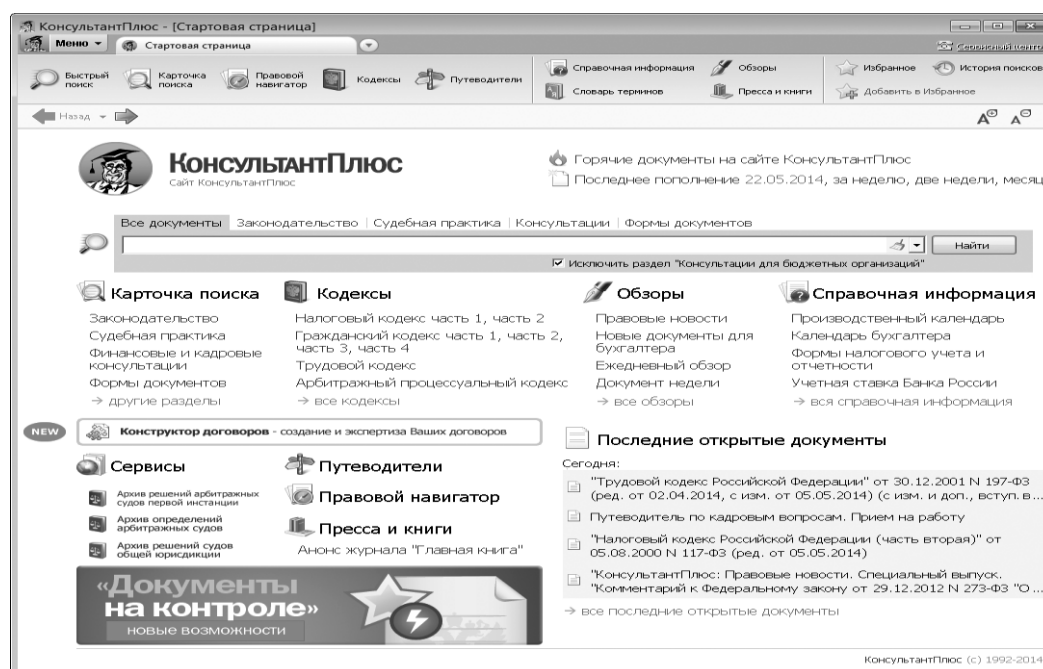 КонсультантПлюс - [Стартовая страница]
Меню
Стартовая страница
Сервисный центр
Быстрый поиск
Карточка поиска
Правовой навигатор
Кодексы
Путеводители
Справочная информация
Словарь терминов
Обзоры
Пресса и книги
Избранное
История поисков
Добавить в Избранное
Назад
А А
КонсультантПлюс
Сайт КонсультантПлюс
Горячие документы на сайте КонсультантПлюс
Последнее пополнение 22.05.2014, за неделю, две недели, месяц
Все документы | Законодательство | Судебная практика | Консультации | Формы документов
Найти
Исключить раздел "Консультации для бюджетных организаций"
Карточка поиска
Законодательство
Судебная практика
Финансовые и кадровые
консультации
Формы документов
→ другие разделы
Кодексы
Налоговый кодекс часть 1, часть 2
Гражданский кодекс часть 1, часть 2,
часть 3, часть 4
Трудовой кодекс
Арбитражный процессуальный кодекс
→ все кодексы
Обзоры
Правовые новости
Новые документы для
бухгалтера
Ежедневный обзор
Документ недели
→ все обзоры
Справочная информация
Производственный календарь
Календарь бухгалтера
Формы налогового учета и
отчетности
Учетная ставка Банка России
→ вся справочная информация
NEW
Конструктор договоров - создание и экспертиза Ваших договоров
Сервисы
Архив решений арбитражных
судов первой инстанции
Архив определений
арбитражных судов
Архив решений судов
общей юрисдикции
Путеводители
Правовой навигатор
Пресса и книги
Анонс журнала "Главная книга"
«Документы
на контроле»
новые возможности
Последние открытые документы
Сегодня:
"Трудовой кодекс Российской
Федерации" от 30.12.2001 N 197-ФЗ
(ред. от 02.04.2014, с изм. от 05.05.2014) (с изм. и доп., вступ. в...
Путеводитель по кадровым вопросам. Прием на работу
"Налоговый кодекс Российской Федерации (часть вторая)" от
05.08.2000 N 117-ФЗ (ред. от 05.05.2014)
"КонсультантПлюс: Правовые новости. Специальный выпуск.
"Комментарий к Федеральному закону от 29.12.2012 N 273-ФЗ "О ...
→ все последние открытые документы
КонсультантПлюс (с) 1992-2014